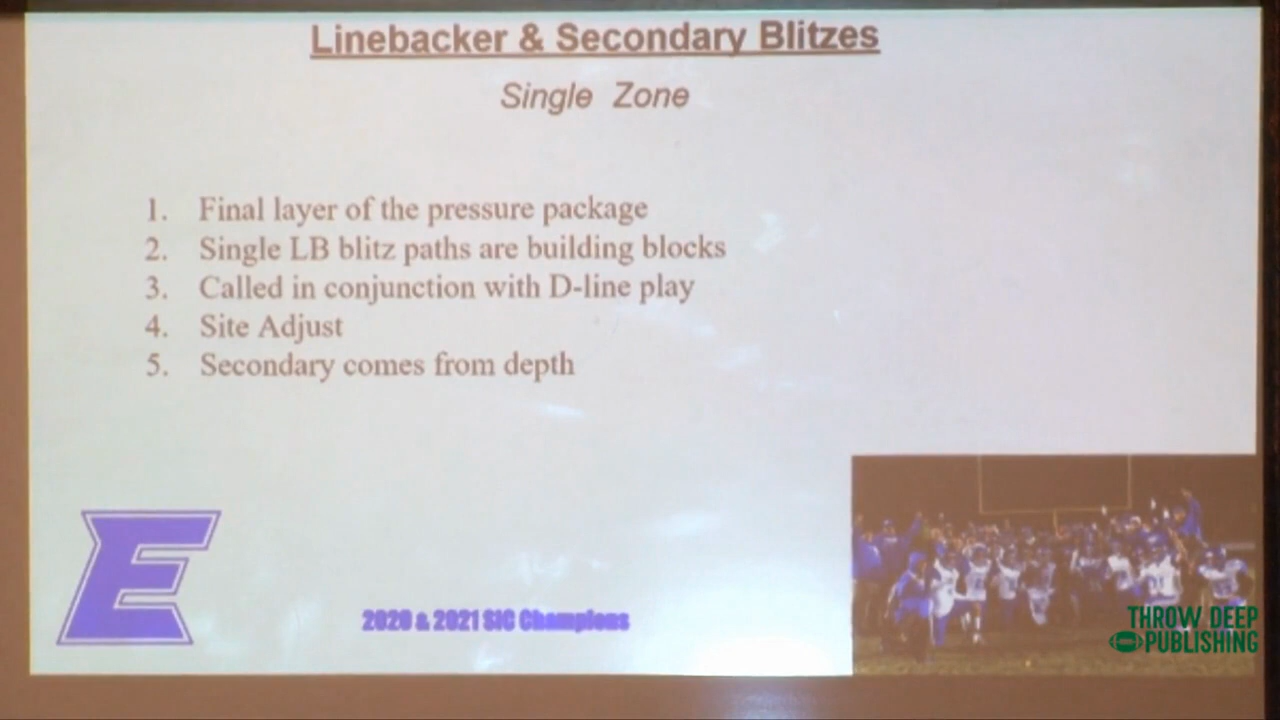 Linebacker & Secondary Blitzes
Single Zone
1. Final layer of the pressure package
2. Single LB blitz paths are building blocks
3. Called in conjunction with D-line play
4. Site Adjust
5. Secondary comes from depth
E
2020 & 2021 SIC Champions
THROW DEEP
PUBLISHING